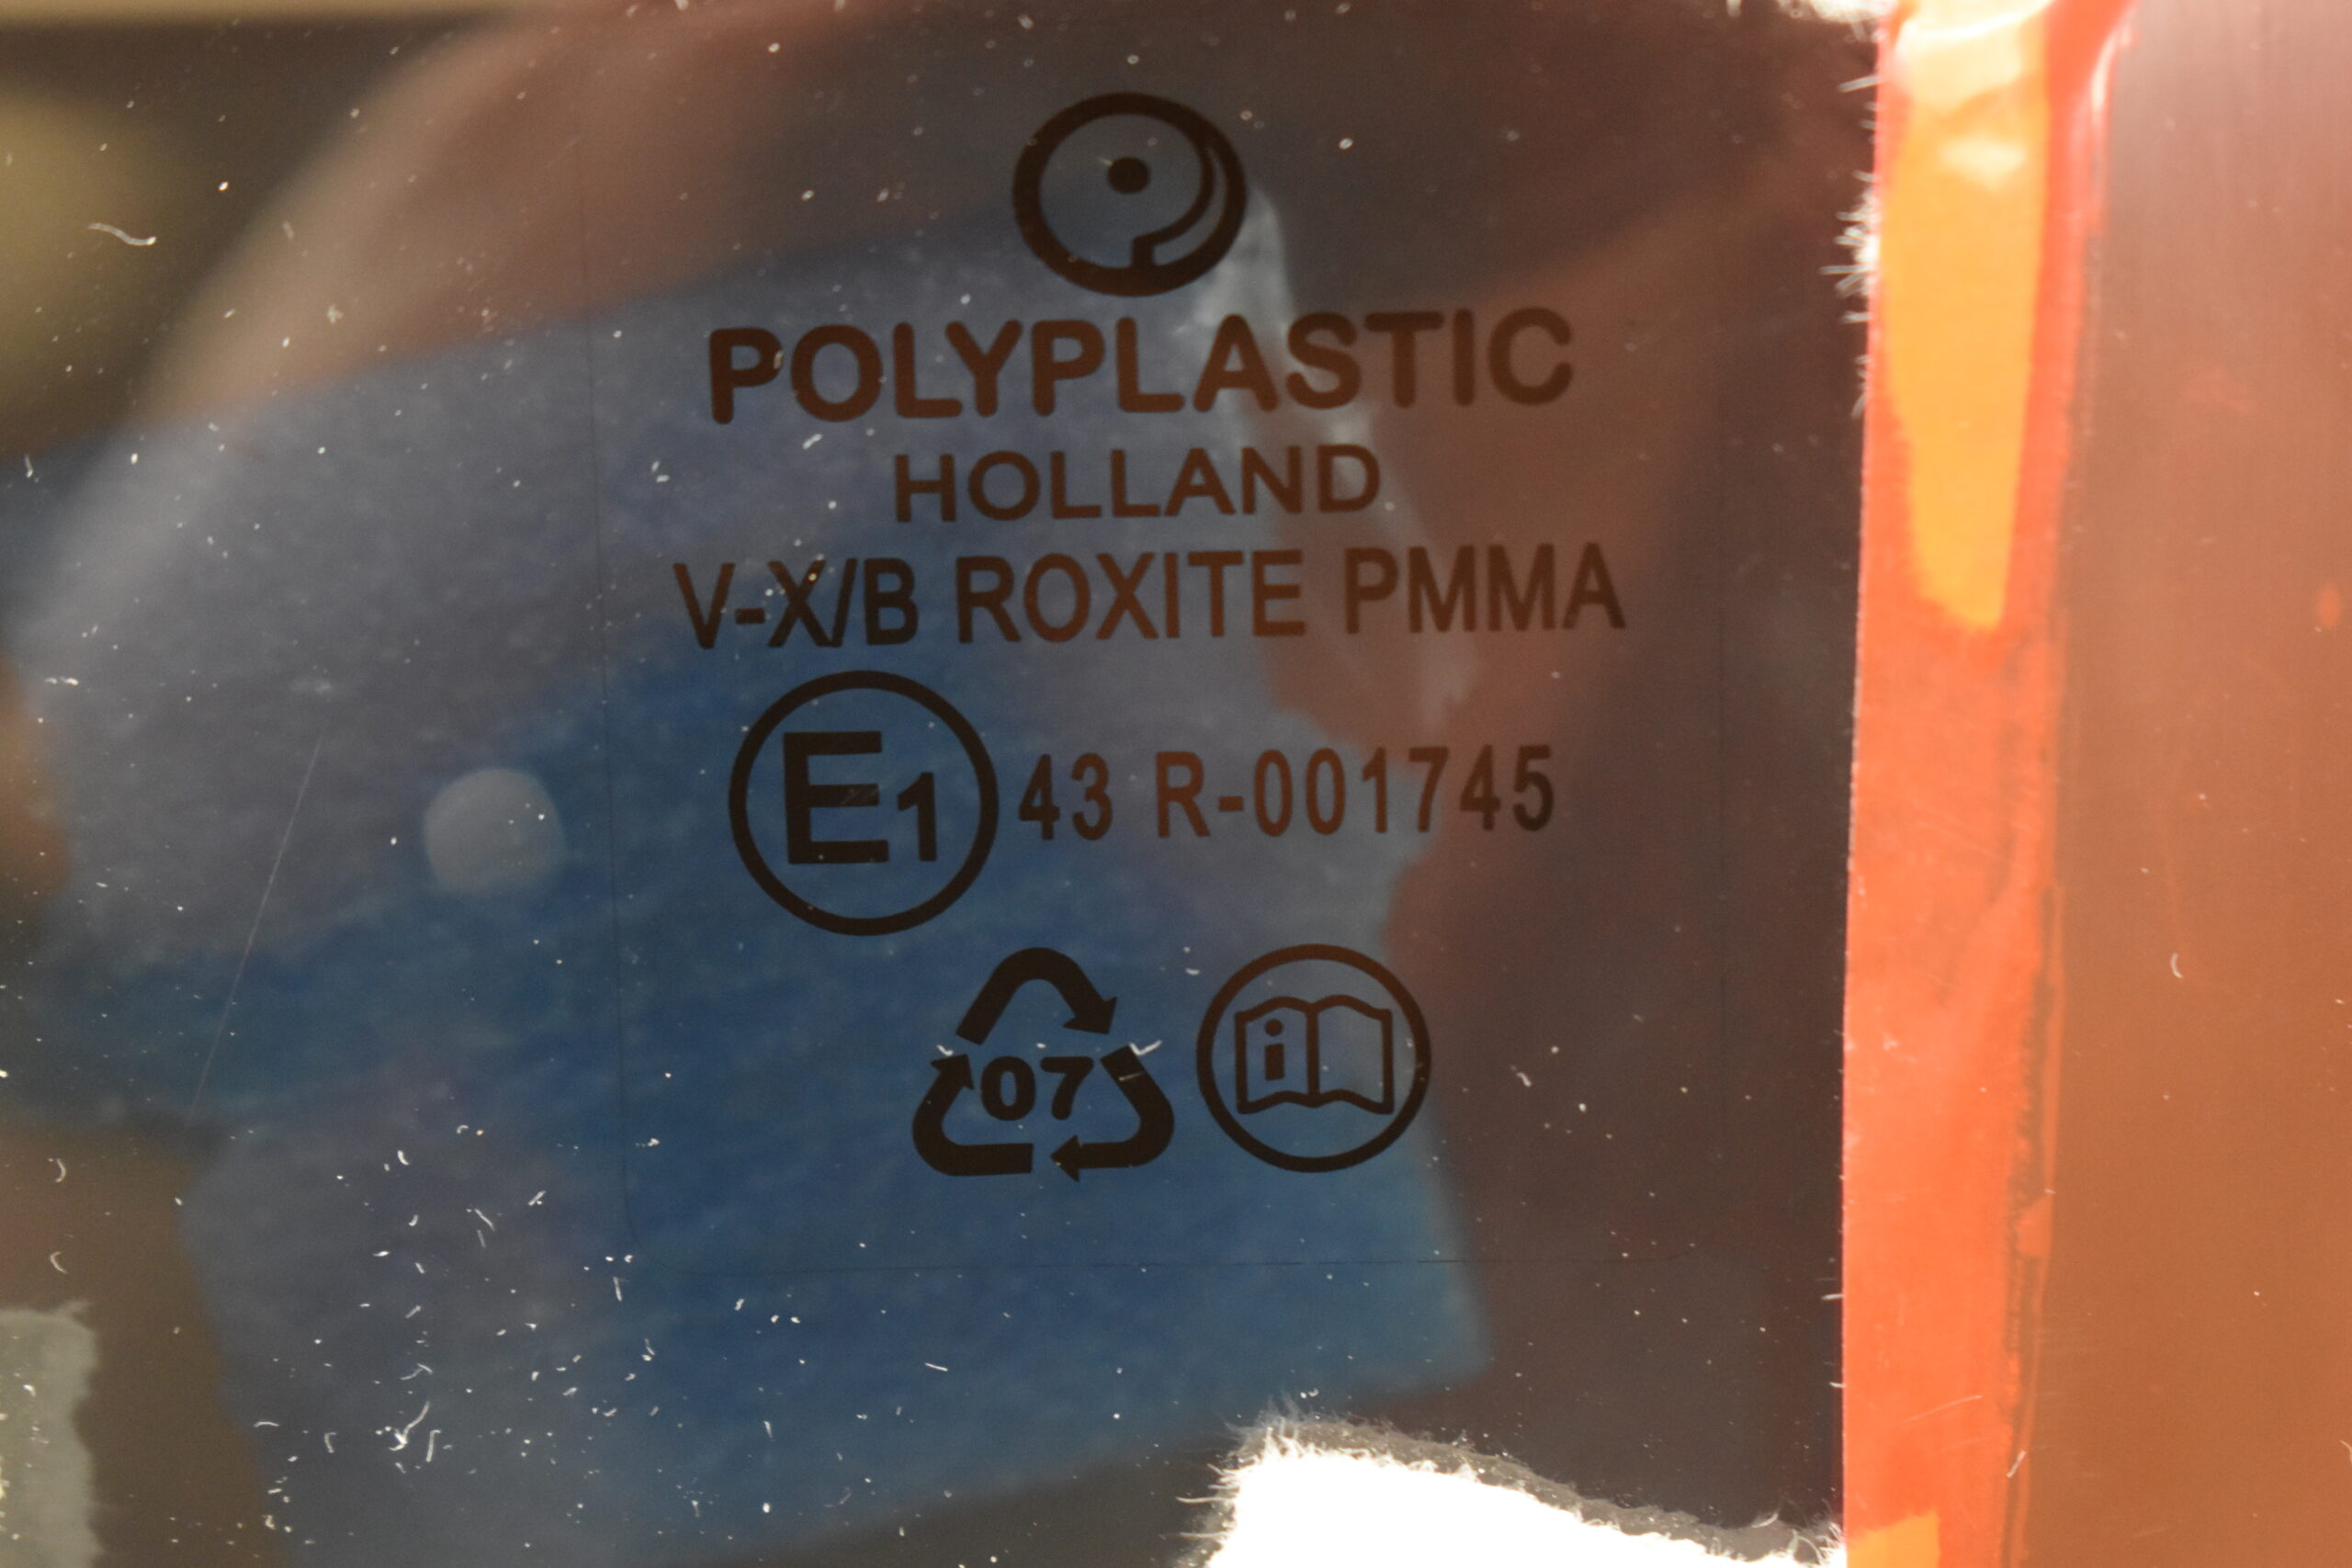 POLYPLASTIC
HOLLAND
V-X/B ROXITE PMMA
E1 43 R-001745
07 i